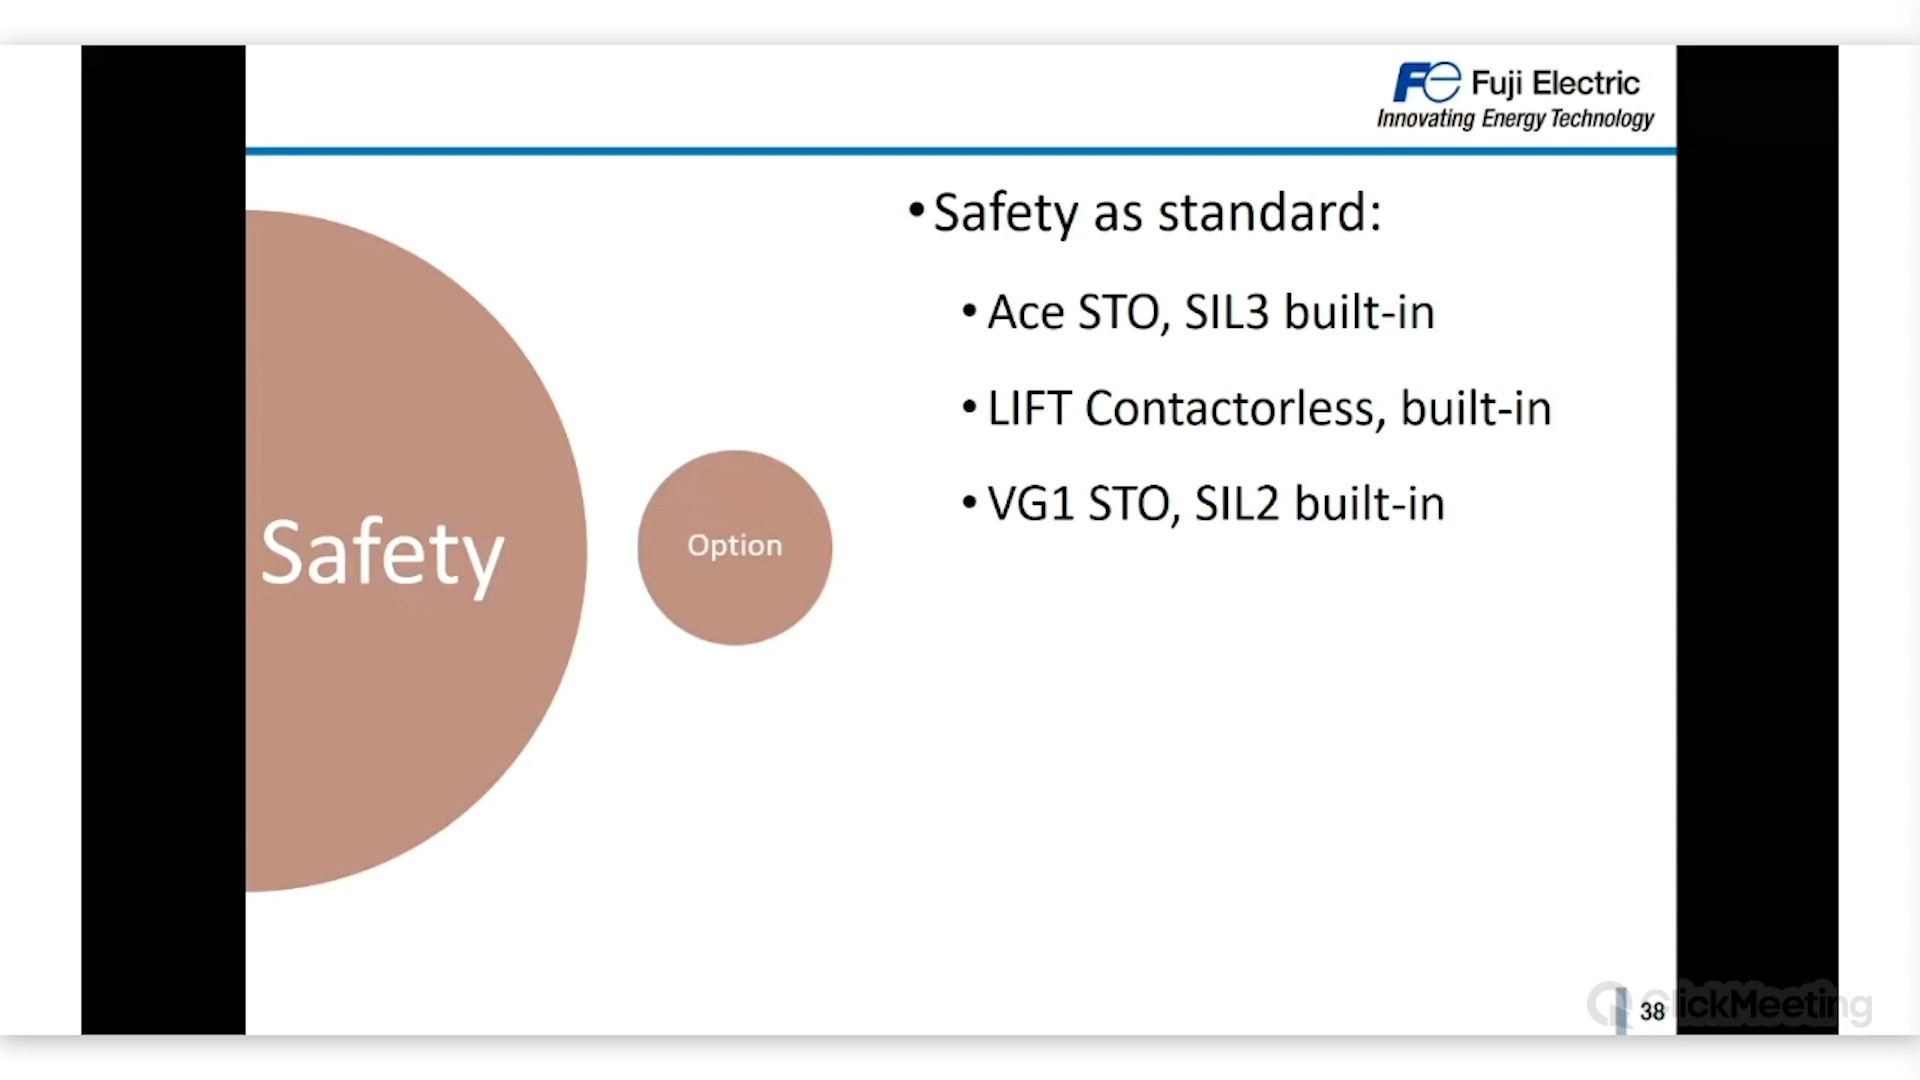 Fuji Electric
Innovating Energy Technology
• Safety as standard:
• Ace STO, SIL3 built-in
• LIFT Contactorless, built-in
• VG1 STO, SIL2 built-in
Safety
Option
38
ClickMeeting